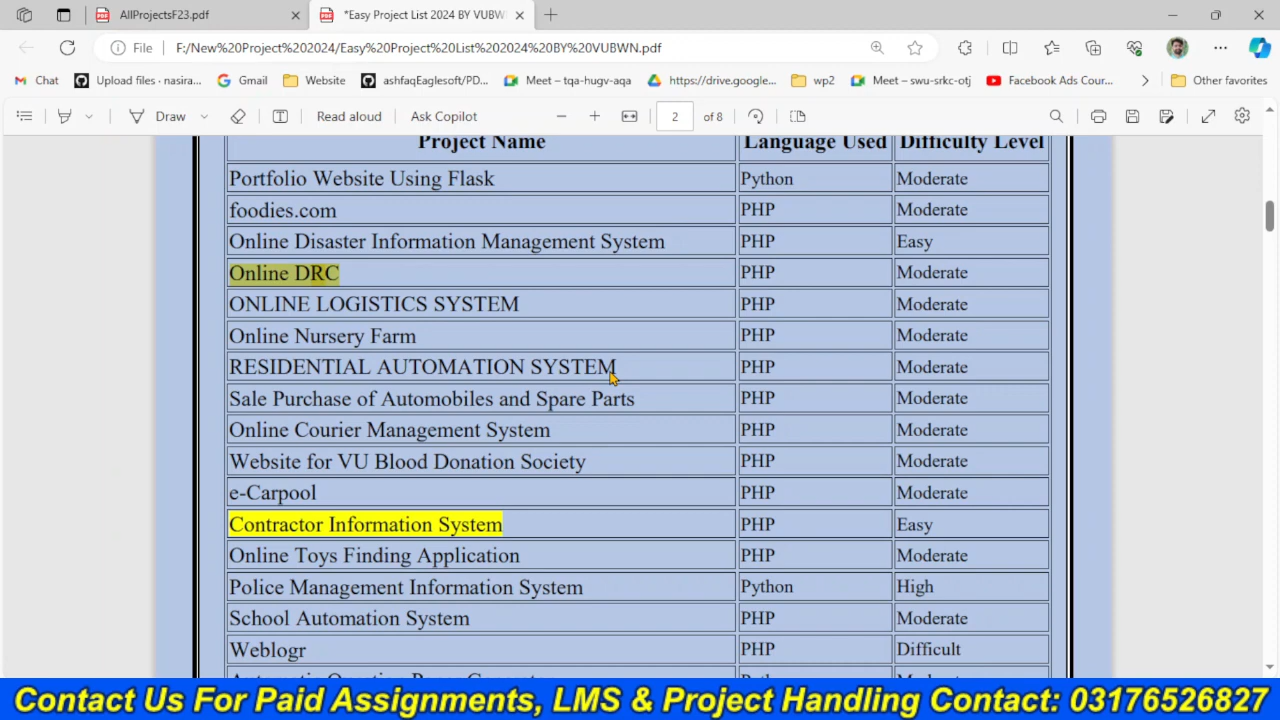 AllProjectsF23.pdf
*Easy Project List 2024 BY VUBWN
File
F:/New%20Project%202024/Easy%20Project%20List%202024%20BY%20VUBWN.pdf
Chat
Upload files · nasira...
Gmail
Website
ashfaqEaglesoft/PD...
Meet – tqa-hugv-aqa
https://drive.google...
wp2
Meet – swu-srkc-otj
Facebook Ads Cour...
Other favorites
Draw
Read aloud
Ask Copilot
2 of 8
Project Name Language Used Difficulty Level
Portfolio Website Using Flask Python Moderate
foodies.com PHP Moderate
Online Disaster Information Management System PHP Easy
Online DRC PHP Moderate
ONLINE LOGISTICS SYSTEM PHP Moderate
Online Nursery Farm PHP Moderate
RESIDENTIAL AUTOMATION SYSTEM PHP Moderate
Sale Purchase of Automobiles and Spare Parts PHP Moderate
Online Courier Management System PHP Moderate
Website for VU Blood Donation Society PHP Moderate
e-Carpool PHP Moderate
Contractor Information System PHP Easy
Online Toys Finding Application PHP Moderate
Police Management Information System Python High
School Automation System PHP Moderate
Weblogr PHP Difficult
Contact Us For Paid Assignments, LMS & Project Handling Contact: 03176526827